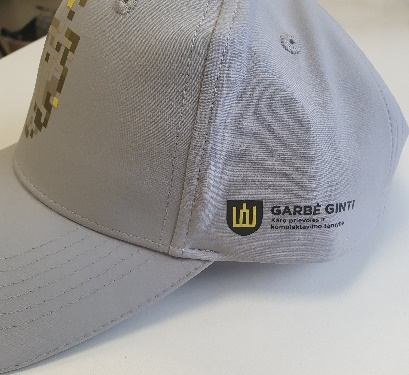 GARBĖ GINTI
Karo prievolės ir
komplektavimo tarnyba